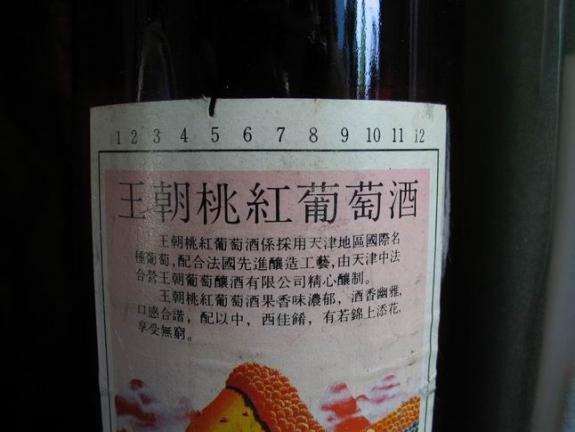 1 2 3 4 5 6 7 8 9 10 11 12
王朝桃紅葡萄酒
王朝桃紅葡萄酒係採用天津地區國際名
種葡萄,配合法國先進釀造工藝,由天津中法
合營王朝葡萄釀酒有限公司精心釀制。
王朝桃紅葡萄酒果香味濃郁，酒香幽雅,
口感合諧，配以中，西佳餚，有若錦上添花,
享受無窮。